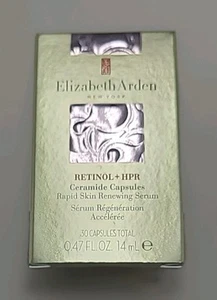 Elizabeth Arden
NEW YORK
RETINOL + HPR
Ceramide Capsules
Rapid Skin Renewing Serum
Sérum Régénération
Accélérée
30 CAPSULES TOTAL
0.47 FL. OZ. 14 mL ℮